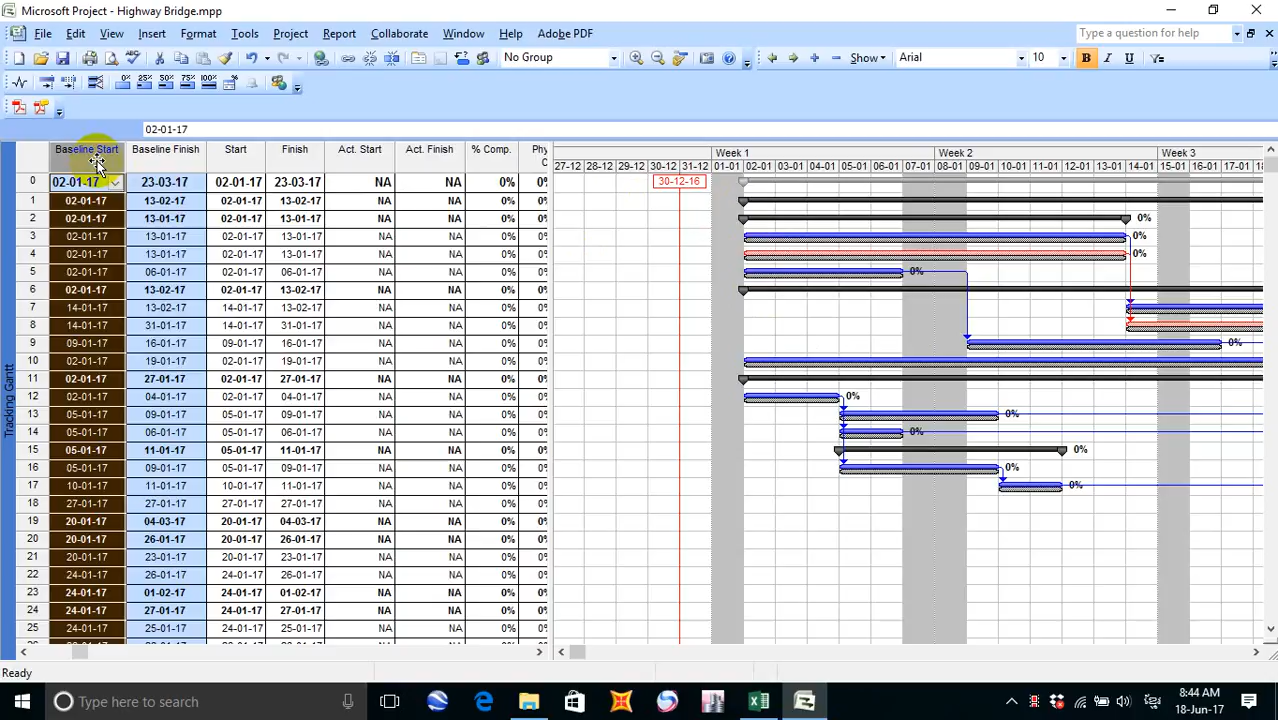 Microsoft Project - Highway Bridge.mpp
File Edit View Insert Format Tools Project Report Collaborate Window Help Adobe PDF Type a question for help
No Group Show Arial 10 B I U
0% 25% 50% 75% 100%
02-01-17
Baseline Start Baseline Finish Start Finish Act. Start Act. Finish % Comp. Week 1 Week 2 Week 3
27-12 28-12 29-12 30-12 31-12 01-01 02-01 03-01 04-01 05-01 06-01 07-01 08-01 09-01 10-01 11-01 12-01 13-01 14-01 15-01 16-01 17-01
0 02-01-17 23-03-17 02-01-17 23-03-17 NA NA 0% 30-12-16
1 02-01-17 13-02-17 02-01-17 13-02-17 NA NA 0%
2 02-01-17 13-01-17 02-01-17 13-01-17 NA NA 0% 0%
3 02-01-17 13-01-17 02-01-17 13-01-17 NA NA 0% 0%
4 02-01-17 13-01-17 02-01-17 13-01-17 NA NA 0% 0%
5 02-01-17 06-01-17 02-01-17 06-01-17 NA NA 0% 0%
6 02-01-17 13-02-17 02-01-17 13-02-17 NA NA 0%
7 14-01-17 13-02-17 14-01-17 13-02-17 NA NA 0%
8 14-01-17 31-01-17 14-01-17 31-01-17 NA NA 0%
9 09-01-17 16-01-17 09-01-17 16-01-17 NA NA 0% 0%
10 02-01-17 19-01-17 02-01-17 19-01-17 NA NA 0%
11 02-01-17 27-01-17 02-01-17 27-01-17 NA NA 0%
12 02-01-17 04-01-17 02-01-17 04-01-17 NA NA 0% 0%
13 05-01-17 09-01-17 05-01-17 09-01-17 NA NA 0% 0%
14 05-01-17 06-01-17 05-01-17 06-01-17 NA NA 0% 0%
15 05-01-17 11-01-17 05-01-17 11-01-17 NA NA 0% 0%
16 05-01-17 09-01-17 05-01-17 09-01-17 NA NA 0% 0%
17 10-01-17 11-01-17 10-01-17 11-01-17 NA NA 0% 0%
18 27-01-17 27-01-17 27-01-17 27-01-17 NA NA 0%
19 20-01-17 04-03-17 20-01-17 04-03-17 NA NA 0%
20 20-01-17 26-01-17 20-01-17 26-01-17 NA NA 0%
21 20-01-17 23-01-17 20-01-17 23-01-17 NA NA 0%
22 24-01-17 26-01-17 24-01-17 26-01-17 NA NA 0%
23 24-01-17 01-02-17 24-01-17 01-02-17 NA NA 0%
24 24-01-17 27-01-17 24-01-17 27-01-17 NA NA 0%
25 24-01-17 25-01-17 24-01-17 25-01-17 NA NA 0%
Tracking Gantt
Ready
Type here to search
8:44 AM
18-Jun-17